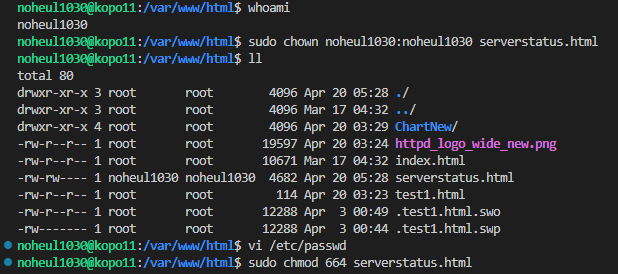 noheul1030@kopo11:/var/www/html$ whoami
noheul1030
noheul1030@kopo11:/var/www/html$ sudo chown noheul1030:noheul1030 serverstatus.html
noheul1030@kopo11:/var/www/html$ ll
total 80
drwxr-xr-x 3 root       root        4096 Apr 20 05:28 ./
drwxr-xr-x 3 root       root        4096 Mar 17 04:32 ../
drwxr-xr-x 4 root       root        4096 Apr 20 03:29 ChartNew/
-rw-r--r-- 1 root       root       19597 Apr 20 03:24 httpd_logo_wide_new.png
-rw-r--r-- 1 root       root       10671 Mar 17 04:32 index.html
-rw-rw---- 1 noheul1030 noheul1030  4682 Apr 20 05:28 serverstatus.html
-rw-r--r-- 1 root       root         114 Apr 20 03:23 test1.html
-rw-r--r-- 1 root       root       12288 Apr  3 00:49 .test1.html.swo
-rw------- 1 root       root       12288 Apr  3 00:44 .test1.html.swp
noheul1030@kopo11:/var/www/html$ vi /etc/passwd
noheul1030@kopo11:/var/www/html$ sudo chmod 664 serverstatus.html